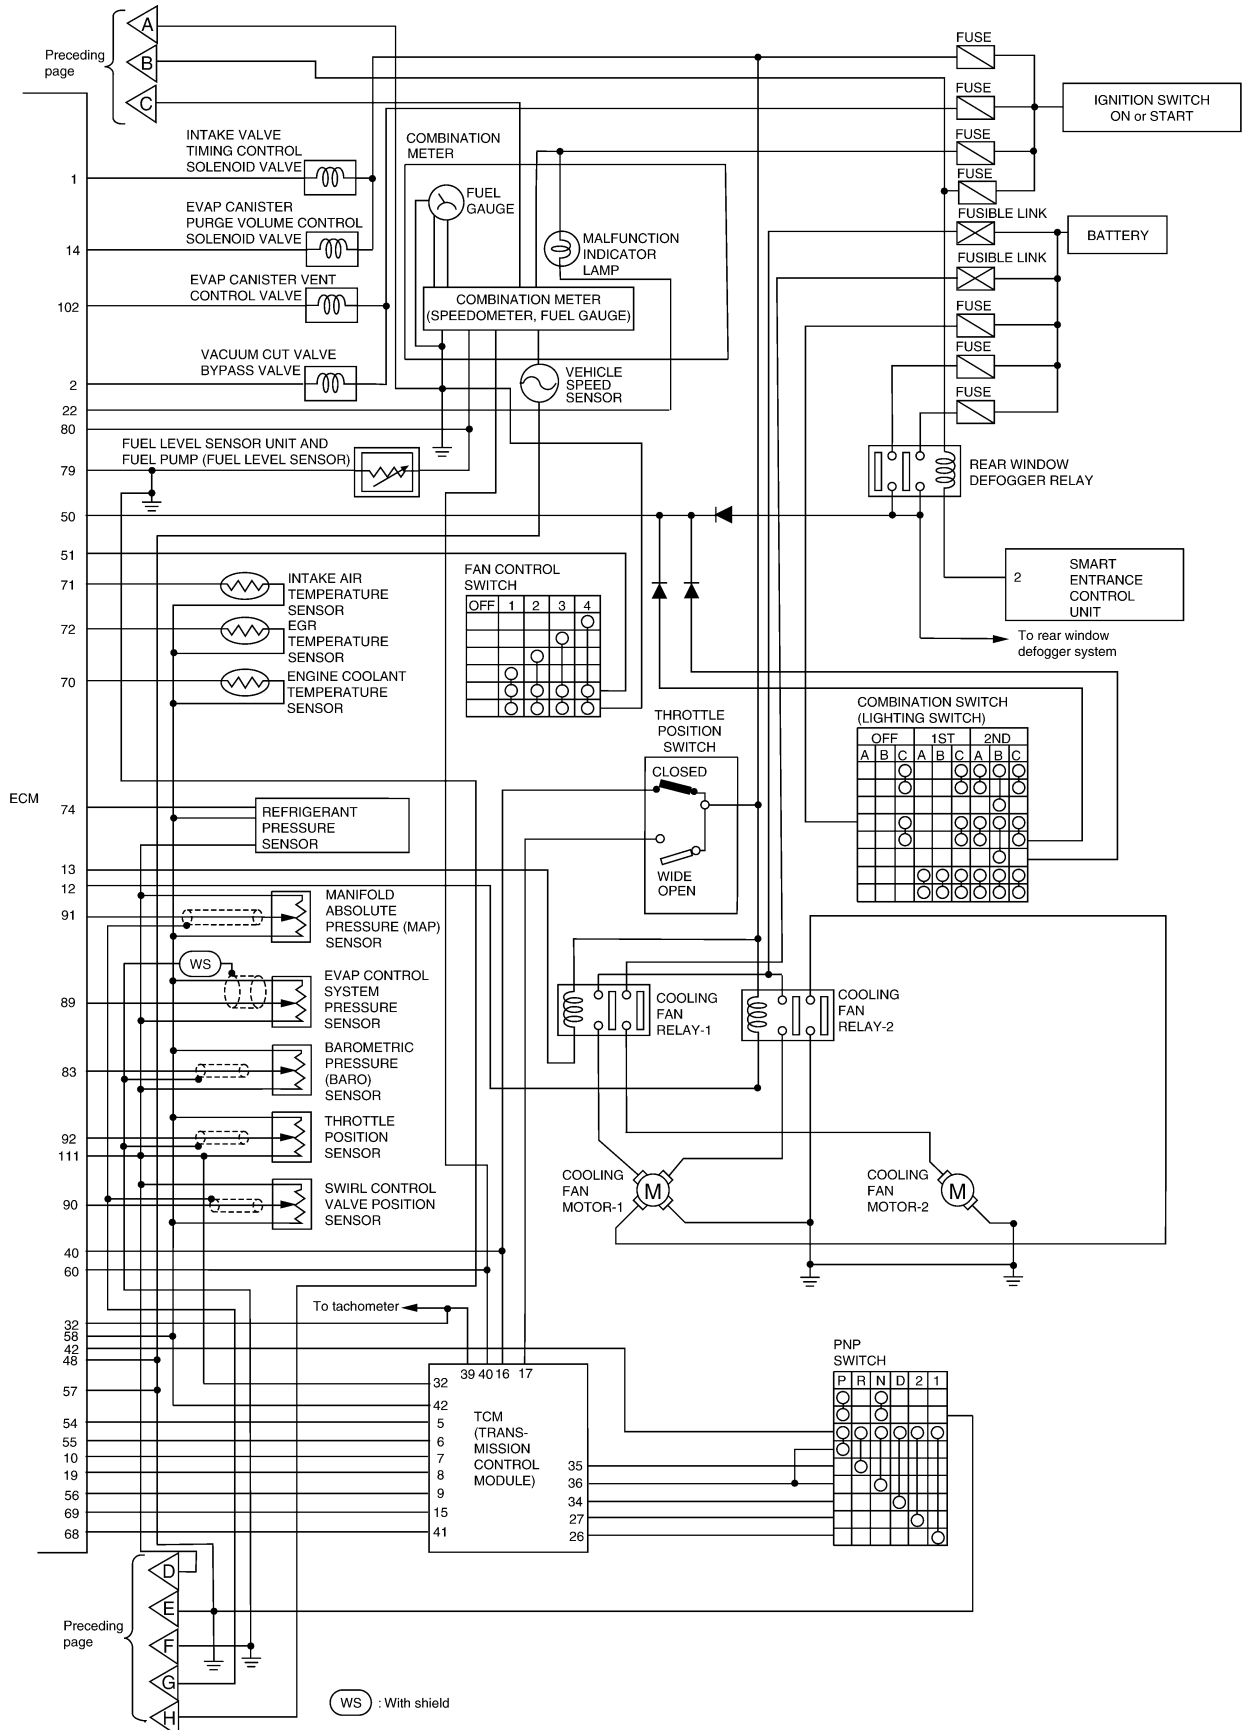 A
Preceding
page
B
C
FUSE
FUSE
IGNITION SWITCH
ON or START
INTAKE VALVE
TIMING CONTROL
SOLENOID VALVE
COMBINATION
METER
FUSE
FUSE
1
FUEL
GAUGE
EVAP CANISTER
PURGE VOLUME CONTROL
SOLENOID VALVE
FUSIBLE LINK
BATTERY
14
MALFUNCTION
INDICATOR
LAMP
FUSIBLE LINK
EVAP CANISTER VENT
CONTROL VALVE
COMBINATION METER
(SPEEDOMETER, FUEL GAUGE)
102
FUSE
FUSE
VACUUM CUT VALVE
BYPASS VALVE
VEHICLE
SPEED
SENSOR
2
FUSE
22
80
FUEL LEVEL SENSOR UNIT AND
FUEL PUMP (FUEL LEVEL SENSOR)
79
REAR WINDOW
DEFOGGER RELAY
50
51
FAN CONTROL
SWITCH
OFF 1 2 3 4
71
INTAKE AIR
TEMPERATURE
SENSOR
2
SMART
ENTRANCE
CONTROL
UNIT
72
EGR
TEMPERATURE
SENSOR
To rear window
defogger system
70
ENGINE COOLANT
TEMPERATURE
SENSOR
COMBINATION SWITCH
(LIGHTING SWITCH)
OFF 1ST 2ND
A B C A B C A B C
THROTTLE
POSITION
SWITCH
CLOSED
WIDE
OPEN
ECM
74
REFRIGERANT
PRESSURE
SENSOR
13
12
91
MANIFOLD
ABSOLUTE
PRESSURE (MAP)
SENSOR
WS
89
EVAP CONTROL
SYSTEM
PRESSURE
SENSOR
COOLING
FAN
RELAY-1
COOLING
FAN
RELAY-2
83
BAROMETRIC
PRESSURE
(BARO)
SENSOR
92
111
THROTTLE
POSITION
SENSOR
90
SWIRL CONTROL
VALVE POSITION
SENSOR
COOLING
FAN
MOTOR-1
M
COOLING
FAN
MOTOR-2
M
40
60
To tachometer
32
58
42
48
57
54
55
10
19
56
69
68
39 40 16 17
32
42
5
6
7
8
9
15
41
TCM
(TRANS-
MISSION
CONTROL
MODULE)
35
36
34
27
26
PNP
SWITCH
P R N D 2 1
D
E
Preceding
page
F
G
H
WS : With shield